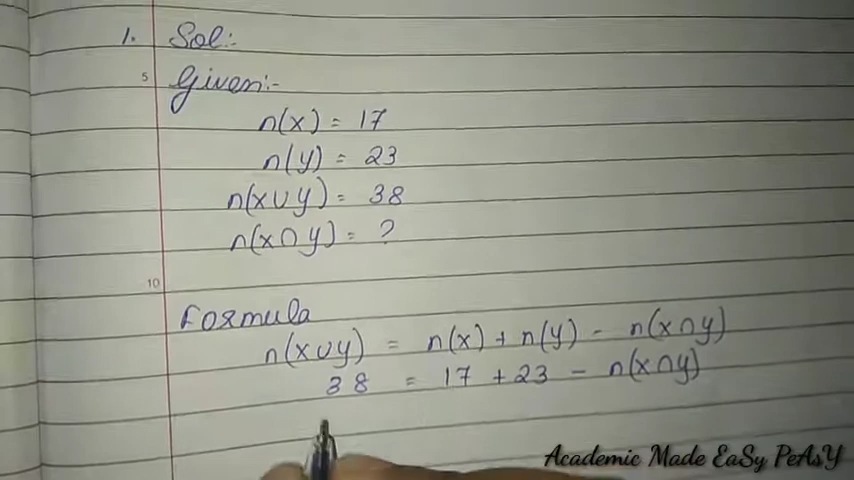 1. Sol:-
5
Given:-
n(x) = 17
n(y) = 23
n(x∪y) = 38
n(x∩y) = ?
10
Formula
n(x∪y) = n(x) + n(y) - n(x∩y)
38 = 17 + 23 - n(x∩y)
Academic Made EaSy PeAsY